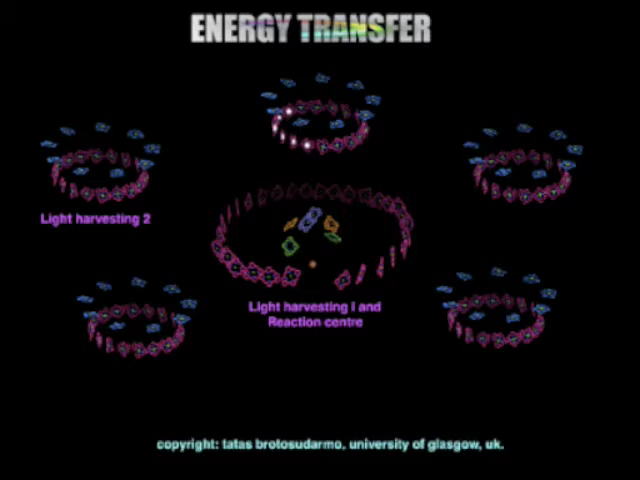 ENERGY TRANSFER
Light harvesting 2
Light harvesting I and
Reaction centre
copyright: tatas brotosudarmo, university of glasgow, uk.